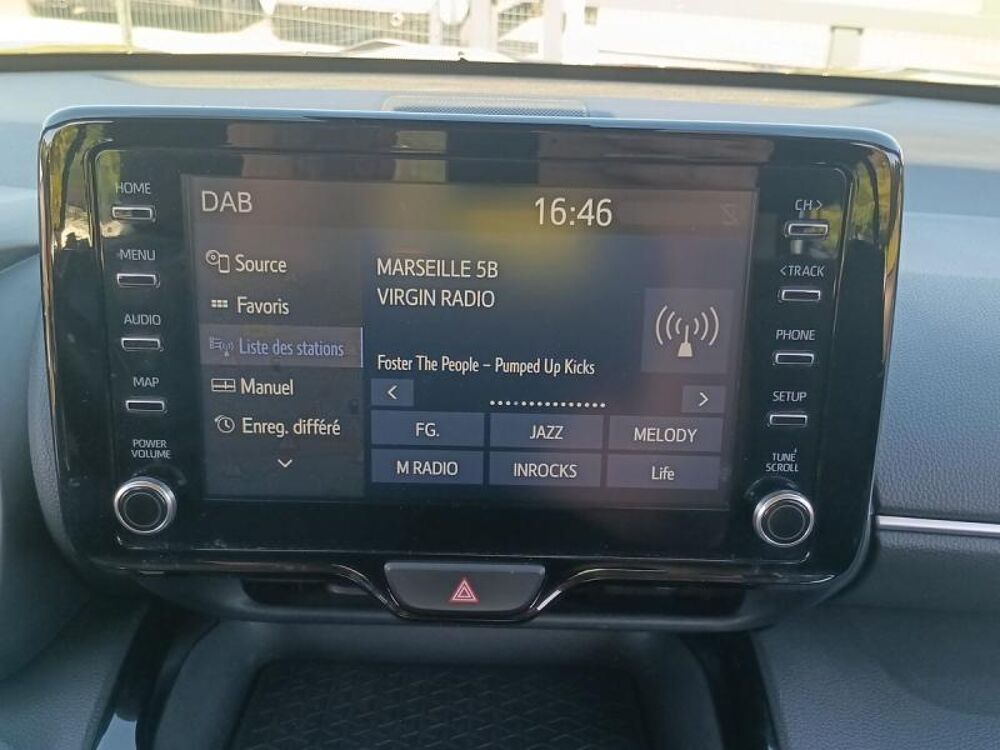 HOME
MENU
AUDIO
MAP
POWER
VOLUME
DAB
16:46
Source
Favoris
Liste des stations
Manuel
Enreg. différé
MARSEILLE 5B
VIRGIN RADIO
Foster The People – Pumped Up Kicks
< >
FG. JAZZ MELODY
M RADIO INROCKS Life
CH >
< TRACK
PHONE
SETUP
TUNE
SCROLL